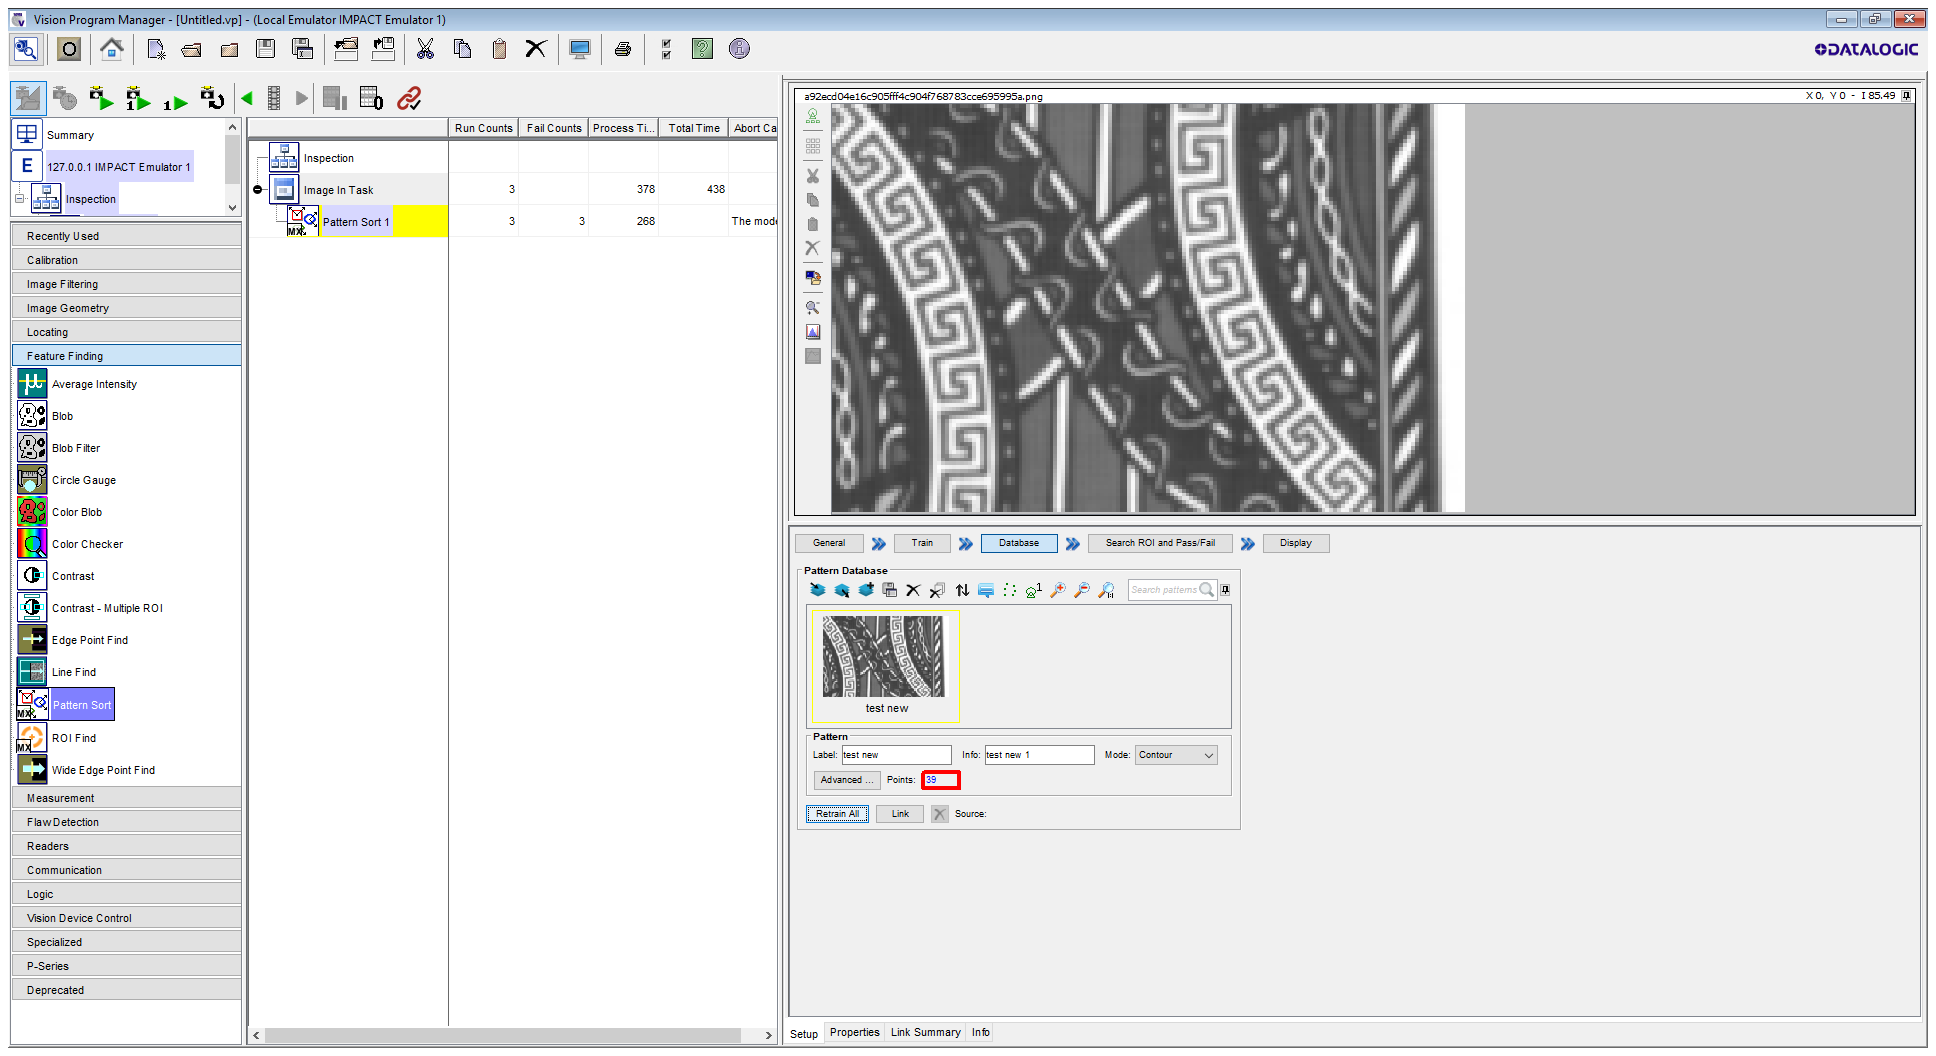 Vision Program Manager - [Untitled.vp] - (Local Emulator IMPACT Emulator 1)
DATALOGIC
Summary
E 127.0.0.1 IMPACT Emulator 1
Inspection
Recently Used
Calibration
Image Filtering
Image Geometry
Locating
Feature Finding
Average Intensity
Blob
Blob Filter
Circle Gauge
Color Blob
Color Checker
Contrast
Contrast - Multiple ROI
Edge Point Find
Line Find
Pattern Sort
ROI Find
Wide Edge Point Find
Measurement
Flaw Detection
Readers
Communication
Logic
Vision Device Control
Specialized
P-Series
Deprecated
Run Counts Fail Counts Process Ti... Total Time Abort Ca
Inspection
Image In Task 3 378 438
Pattern Sort 1 3 3 268 The mode
a92ecd04e16c905fff4c904f768783cce695995a.png X 0, Y 0 - I 85.49
General Train Database Search ROI and Pass/Fail Display
Pattern Database
Search patterns
test new
Pattern
Label: test new Info: test new 1 Mode: Contour
Advanced ... Points: 39
Retrain All Link Source:
Setup Properties Link Summary Info